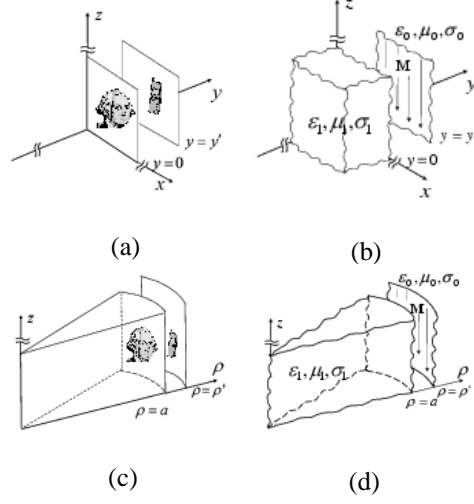 z
y
y = y'
y = 0
x
(a)
z
ε₀, μ₀, σ₀
M
y
ε₁, μ₁, σ₁
y = y
y = 0
x
(b)
z
ρ
ρ = ρ'
ρ = a
(c)
z
ε₀, μ₀, σ₀
M
ε₁, μ₁, σ₁
ρ
ρ = ρ'
ρ = a
(d)